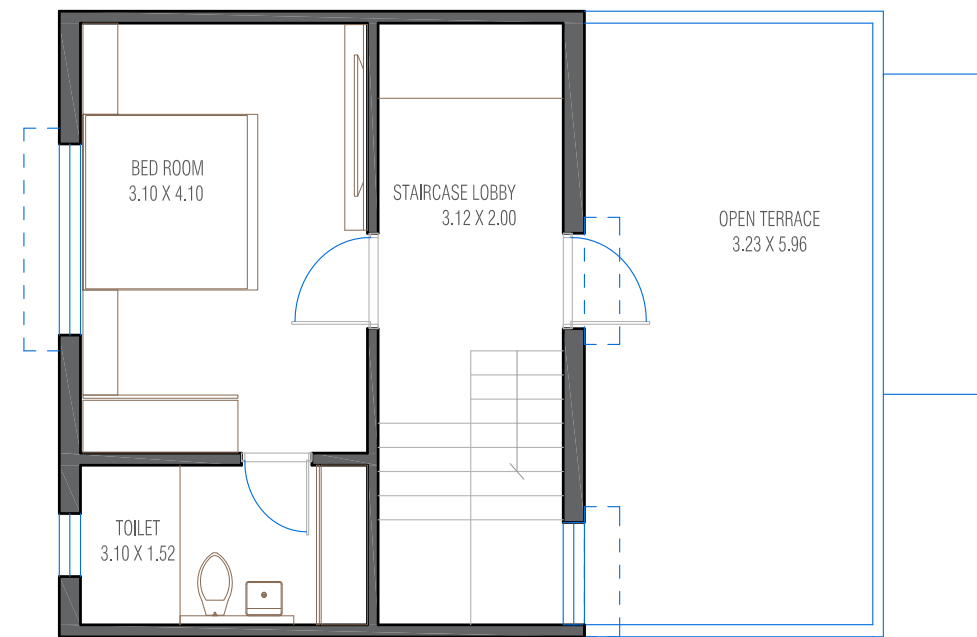 BED ROOM
3.10 X 4.10
STAIRCASE LOBBY
3.12 X 2.00
OPEN TERRACE
3.23 X 5.96
TOILET
3.10 X 1.52